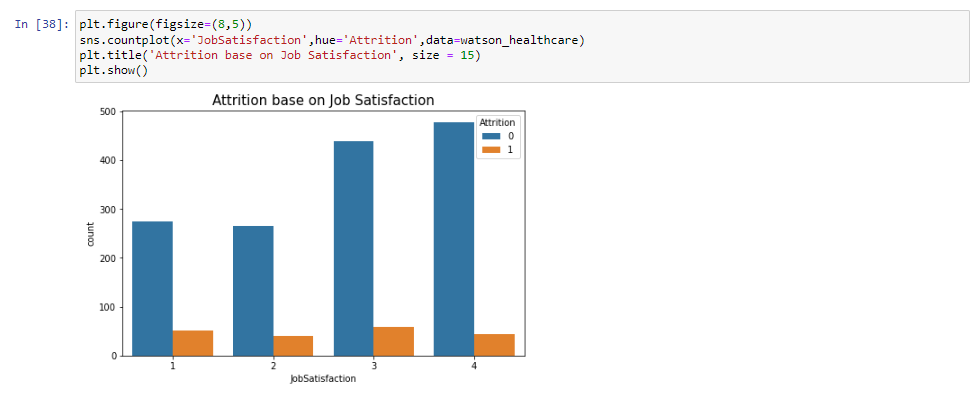 In [38]: plt.figure(figsize=(8,5))
sns.countplot(x='JobSatisfaction',hue='Attrition',data=watson_healthcare)
plt.title('Attrition base on Job Satisfaction', size = 15)
plt.show()
Attrition base on Job Satisfaction
500
400
300
200
100
0
count
Attrition
0
1
1 2 3 4
JobSatisfaction